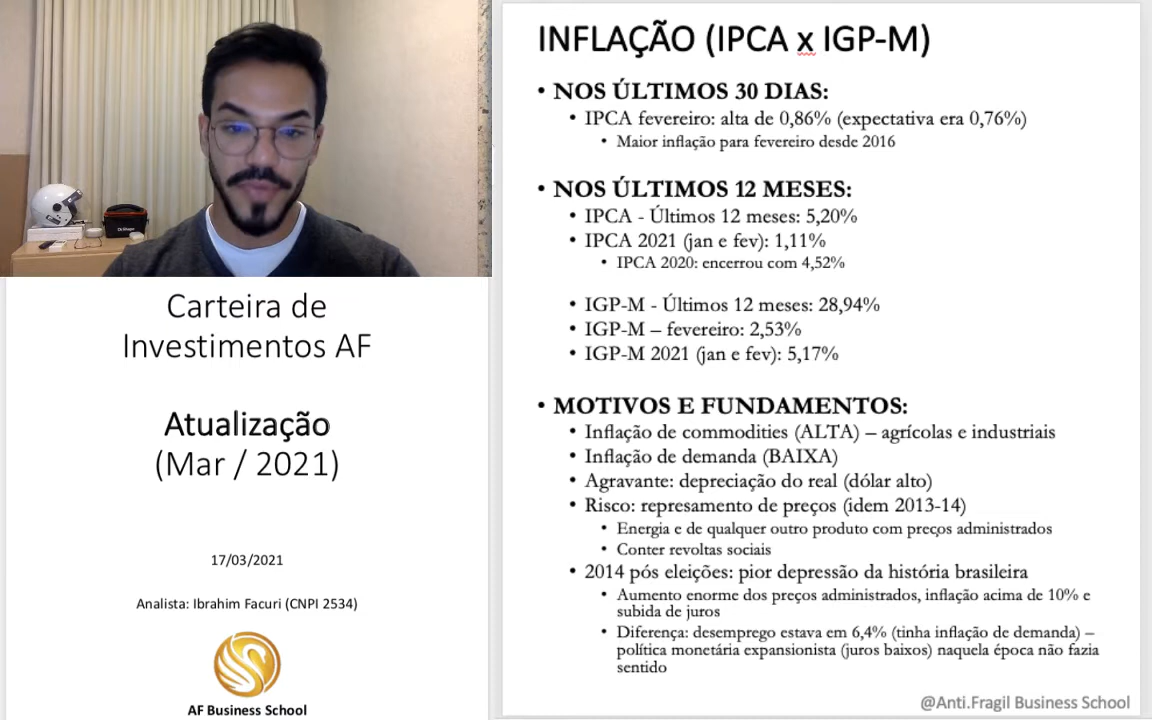 INFLAÇÃO (IPCA x IGP-M)
• NOS ÚLTIMOS 30 DIAS:
• IPCA fevereiro: alta de 0,86% (expectativa era 0,76%)
• Maior inflação para fevereiro desde 2016
• NOS ÚLTIMOS 12 MESES:
• IPCA - Últimos 12 meses: 5,20%
• IPCA 2021 (jan e fev): 1,11%
• IPCA 2020: encerrou com 4,52%
• IGP-M - Últimos 12 meses: 28,94%
• IGP-M – fevereiro: 2,53%
• IGP-M 2021 (jan e fev): 5,17%
• MOTIVOS E FUNDAMENTOS:
• Inflação de commodities (ALTA) – agrícolas e industriais
• Inflação de demanda (BAIXA)
• Agravante: depreciação do real (dólar alto)
• Risco: represamento de preços (idem 2013-14)
• Energia e de qualquer outro produto com preços administrados
• Conter revoltas sociais
• 2014 pós eleições: pior depressão da história brasileira
• Aumento enorme dos preços administrados, inflação acima de 10% e
subida de juros
• Diferença: desemprego estava em 6,4% (tinha inflação de demanda) –
política monetária expansionista (juros baixos) naquela época não fazia
sentido
@Anti.Fragil Business School
Carteira de
Investimentos AF
Atualização
(Mar / 2021)
17/03/2021
Analista: Ibrahim Facuri (CNPI 2534)
AF Business School